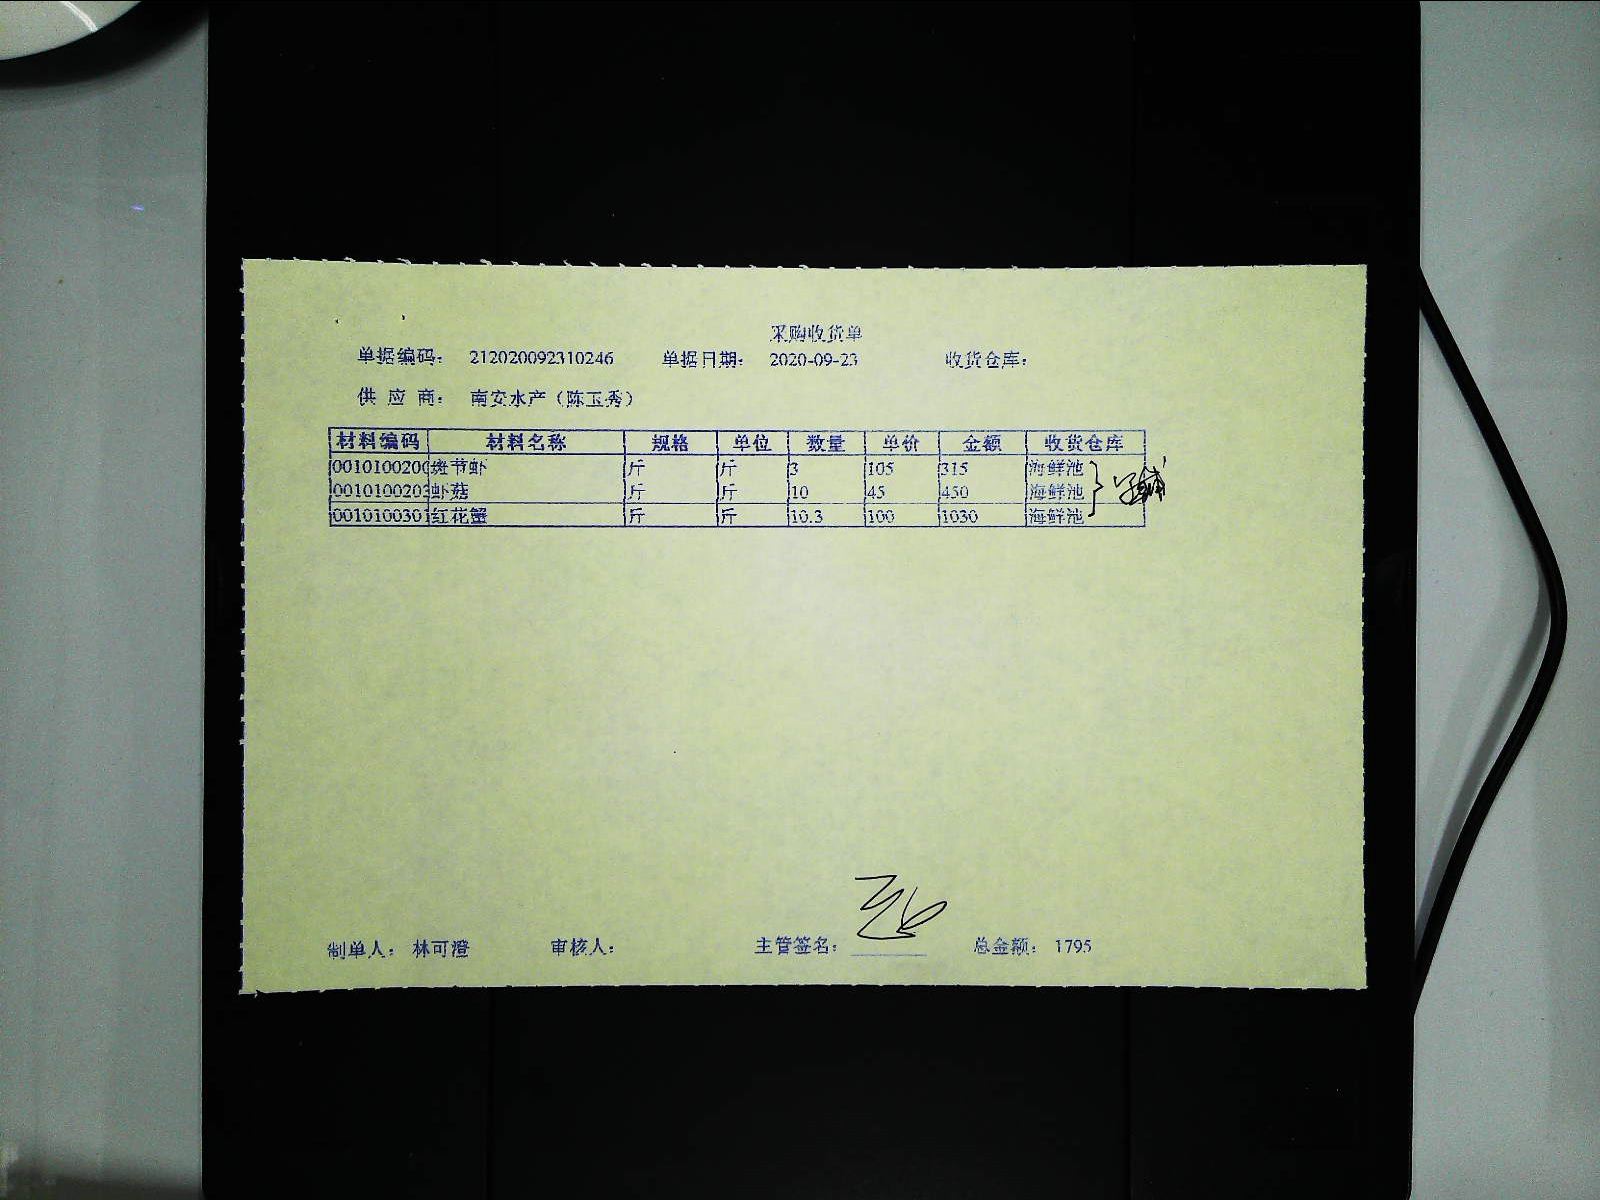 采购收货单
单据编码: 212020092310246 单据日期: 2020-09-23 收货仓库:
供 应 商: 南安水产（陈玉秀）
材料编码 材料名称 规格 单位 数量 单价 金额 收货仓库
0010100200 斑节虾 斤 斤 3 105 315 海鲜池
0010100203 虾菇 斤 斤 10 45 450 海鲜池
0010100301 红花蟹 斤 斤 10.3 100 1030 海鲜池
制单人: 林可澄 审核人: 主管签名: 总金额: 1795